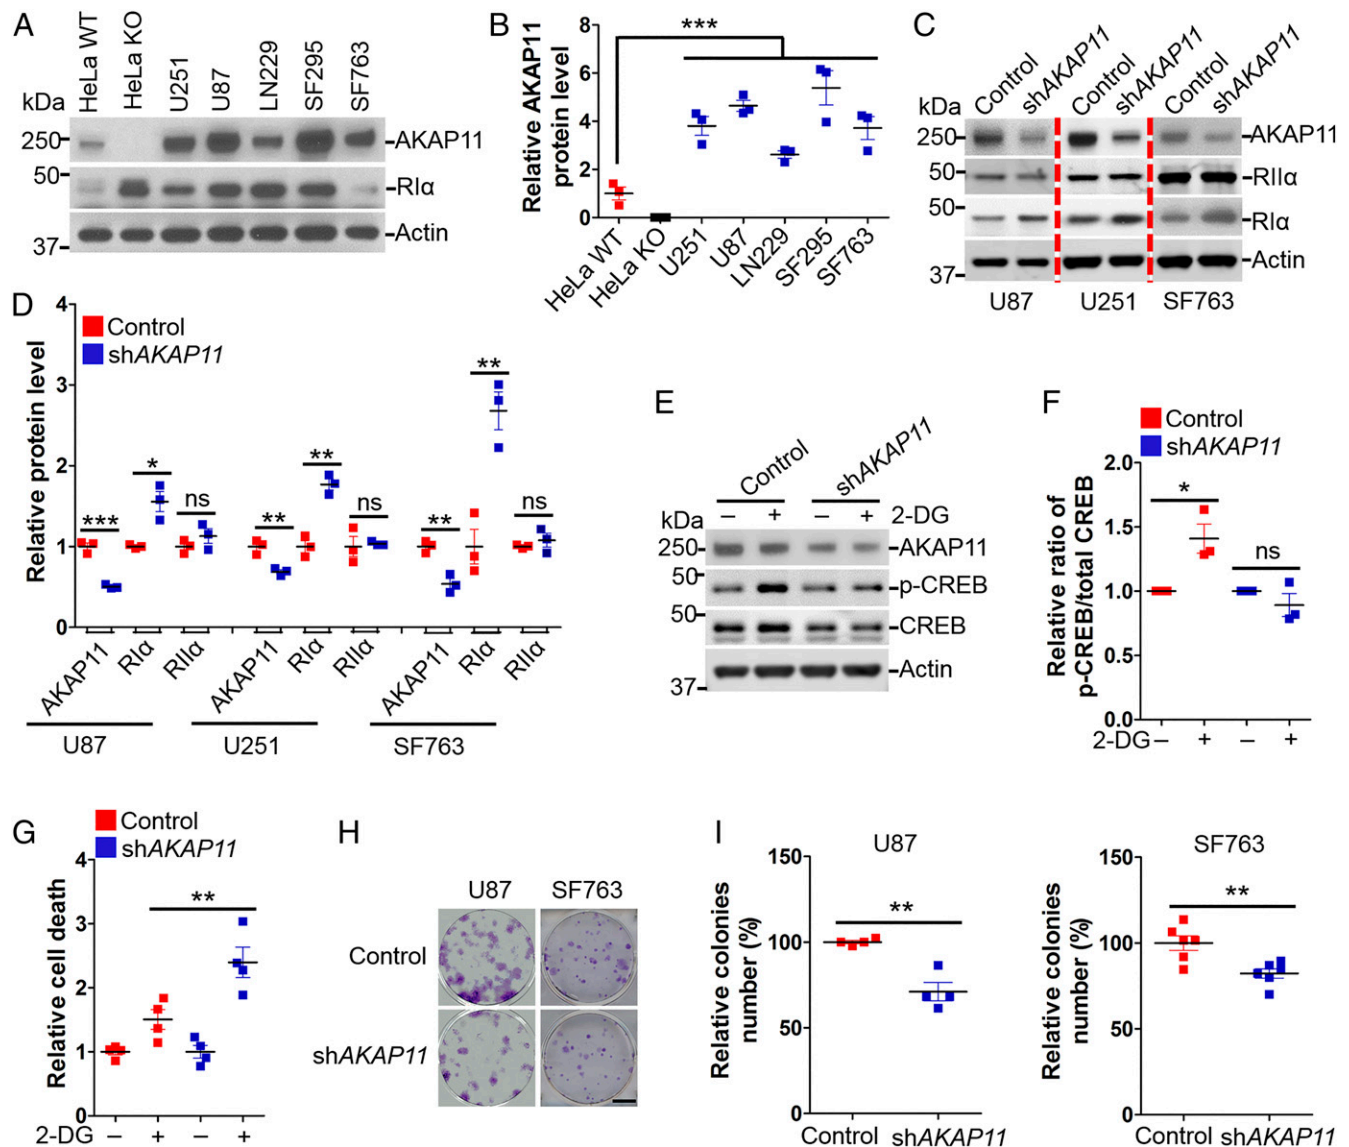 A
HeLa WT
HeLa KO
U251
U87
LN229
SF295
SF763
kDa
250
AKAP11
50
RIα
37
Actin
B
Relative AKAP11
protein level
8
6
4
2
0
***
HeLa WT
HeLa KO
U251
U87
LN229
SF295
SF763
C
Control
shAKAP11
Control
shAKAP11
Control
shAKAP11
kDa
250
AKAP11
50
RIIα
50
RIα
37
Actin
U87 U251 SF763
D
Control
shAKAP11
Relative protein level
4
3
2
1
0
*** * ns ** ** ns ** ** ns
AKAP11 RIα RIIα AKAP11 RIα RIIα AKAP11 RIα RIIα
U87 U251 SF763
E
Control shAKAP11
– + – + 2-DG
kDa
250
AKAP11
50
p-CREB
50
CREB
37
Actin
F
Control
shAKAP11
Relative ratio of
p-CREB/total CREB
2.0
1.5
1.0
0.5
0.0
* ns
2-DG – + – +
G
Control
shAKAP11
Relative cell death
4
3
2
1
0
**
2-DG – + – +
H
U87 SF763
Control
shAKAP11
I
U87
Relative colonies
number (%)
150
100
50
0
**
Control shAKAP11
SF763
Relative colonies
number (%)
150
100
50
0
**
Control shAKAP11